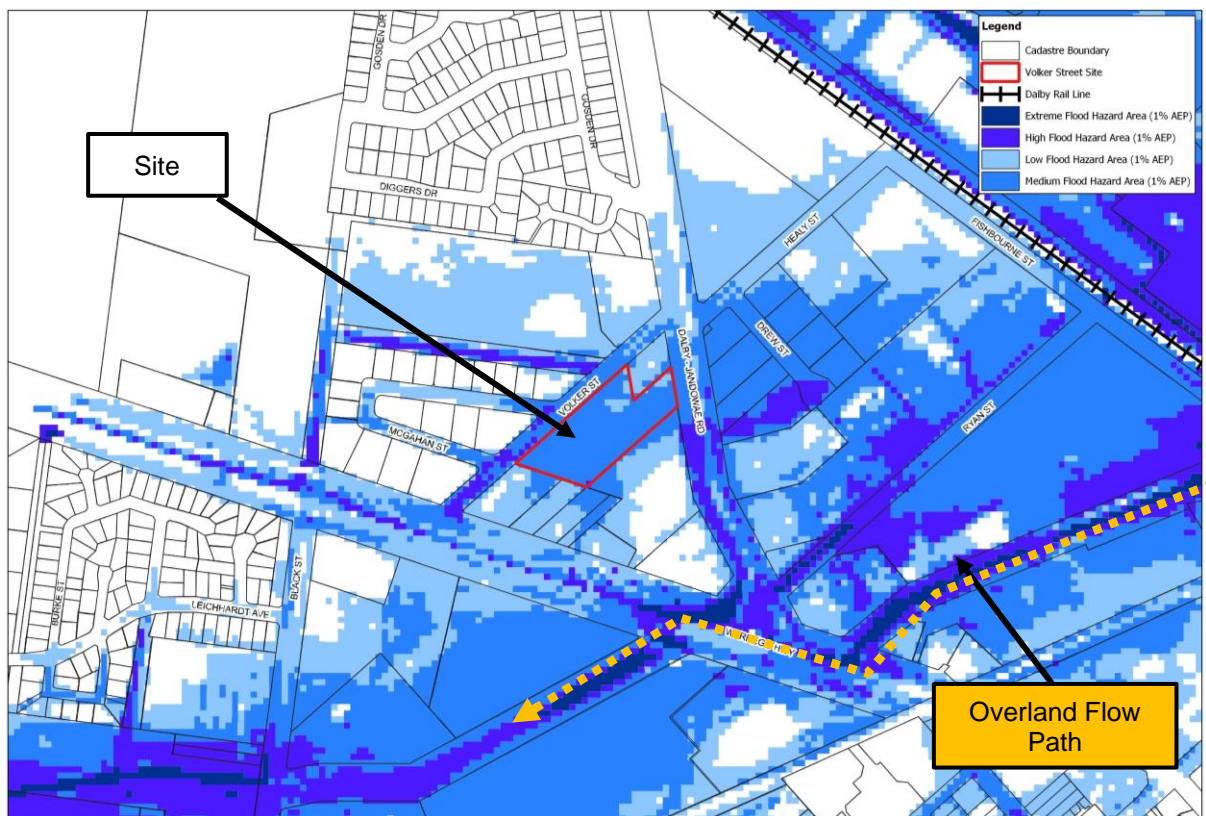 Legend
Cadastre Boundary
Volker Street Site
Dalby Rail Line
Extreme Flood Hazard Area (1% AEP)
High Flood Hazard Area (1% AEP)
Low Flood Hazard Area (1% AEP)
Medium Flood Hazard Area (1% AEP)
GOSDEN DR
GOSDEN DR
Site
DIGGERS DR
HEALY ST
FISHBOURNE ST
DREW ST
DALBY - JANDOWAE RD
VOLKER ST
MCGAHAN ST
RYAN ST
BLACK ST
BURKE ST
LEICHHARDT AVE
Overland Flow
Path